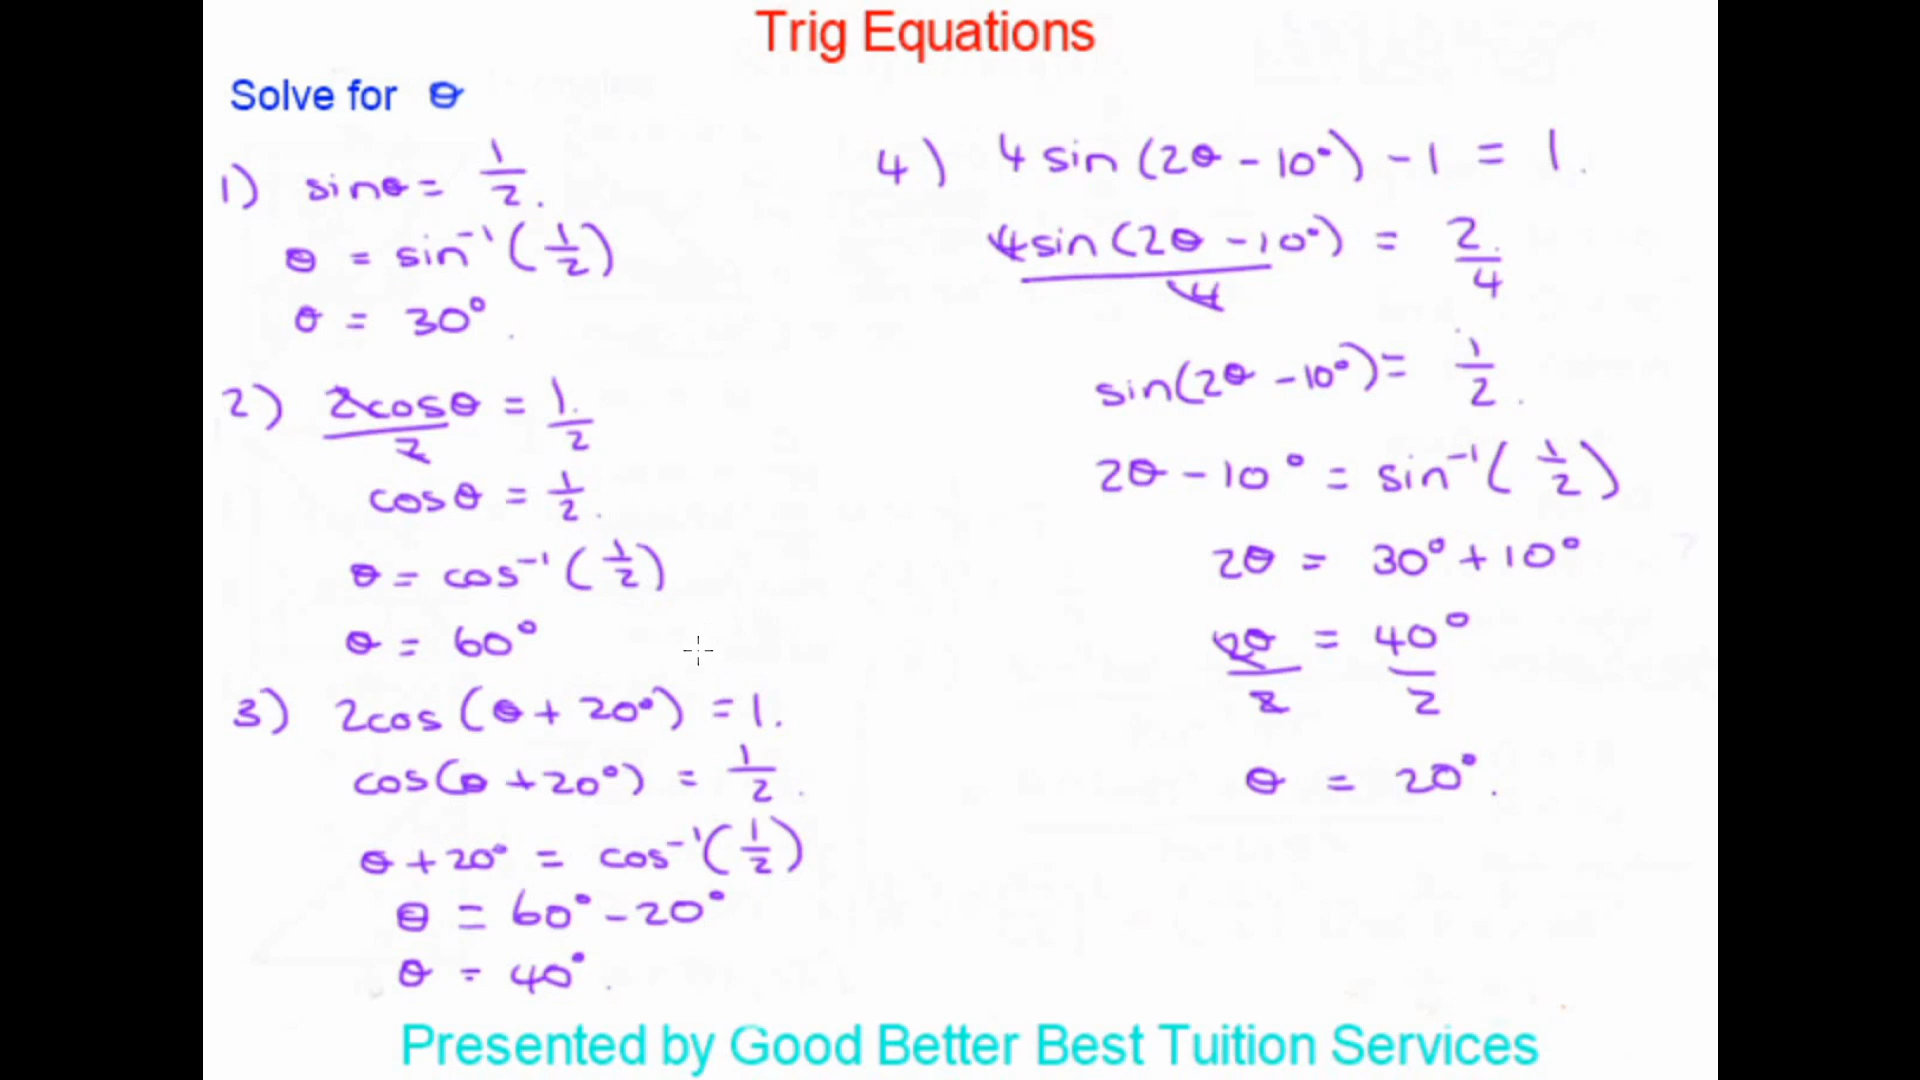 Trig Equations
Solve for θ
1) sinθ = 1/2.
θ = sin⁻¹(1/2)
θ = 30°
2) 2cosθ/2 = 1/2
cosθ = 1/2.
θ = cos⁻¹(1/2)
θ = 60°
3) 2cos(θ + 20°) = 1.
cos(θ + 20°) = 1/2.
θ + 20° = cos⁻¹(1/2)
θ = 60° - 20°
θ = 40°.
4) 4 sin(2θ - 10°) - 1 = 1.
4sin(2θ - 10°)/4 = 2/4
sin(2θ - 10°) = 1/2.
2θ - 10° = sin⁻¹(1/2)
2θ = 30° + 10°
2θ/2 = 40°/2
θ = 20°.
Presented by Good Better Best Tuition Services